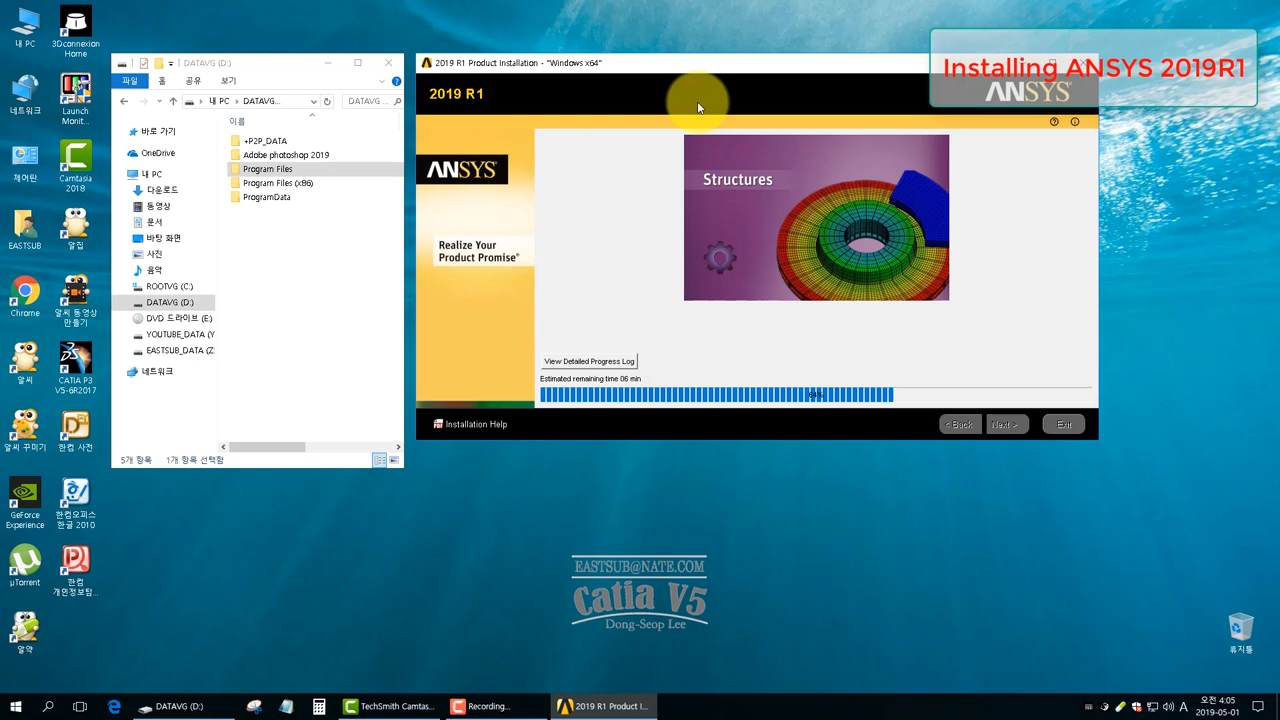 내 PC
3Dconnexion
Home
네트워크
Launch
Monit...
제어판
Camtasia
2018
EASTSUB
알집
Chrome
알씨 동영상
만들기
알씨
CATIA P3
V5-6R2017
알씨 꾸미기
한컴 사전
GeForce
Experience
한컴오피스
한글 2010
µTorrent
한컴
개인정보탐...
알약
DATAVG (D:)
파일
홈
공유
보기
내 PC
DATAVG...
DATAVG ...
이름
바로 가기
OneDrive
내 PC
다운로드
동영상
문서
바탕 화면
사진
음악
ROOTVG (C:)
DATAVG (D:)
DVD 드라이브 (E:)
YOUTUBE_DATA (Y
EASTSUB_DATA (Z:
네트워크
+P2P_DATA
Adobe photoshop 2019
Program Files
Program Files (x86)
ProgramData
5개 항목
1개 항목 선택함
2019 R1 Product Installation - "Windows x64"
2019 R1
Installing ANSYS 2019R1
ANSYS
ANSYS®
Realize Your
Product Promise®
Structures
View Detailed Progress Log
Estimated remaining time 06 min
64%
Installation Help
< Back
Next >
Exit
EASTSUB@NATE.COM
Catia V5
Dong-Seop Lee
휴지통
DATAVG (D:)
TechSmith Camtas...
Recording...
2019 R1 Product I...
A
오전 4:05
2019-05-01